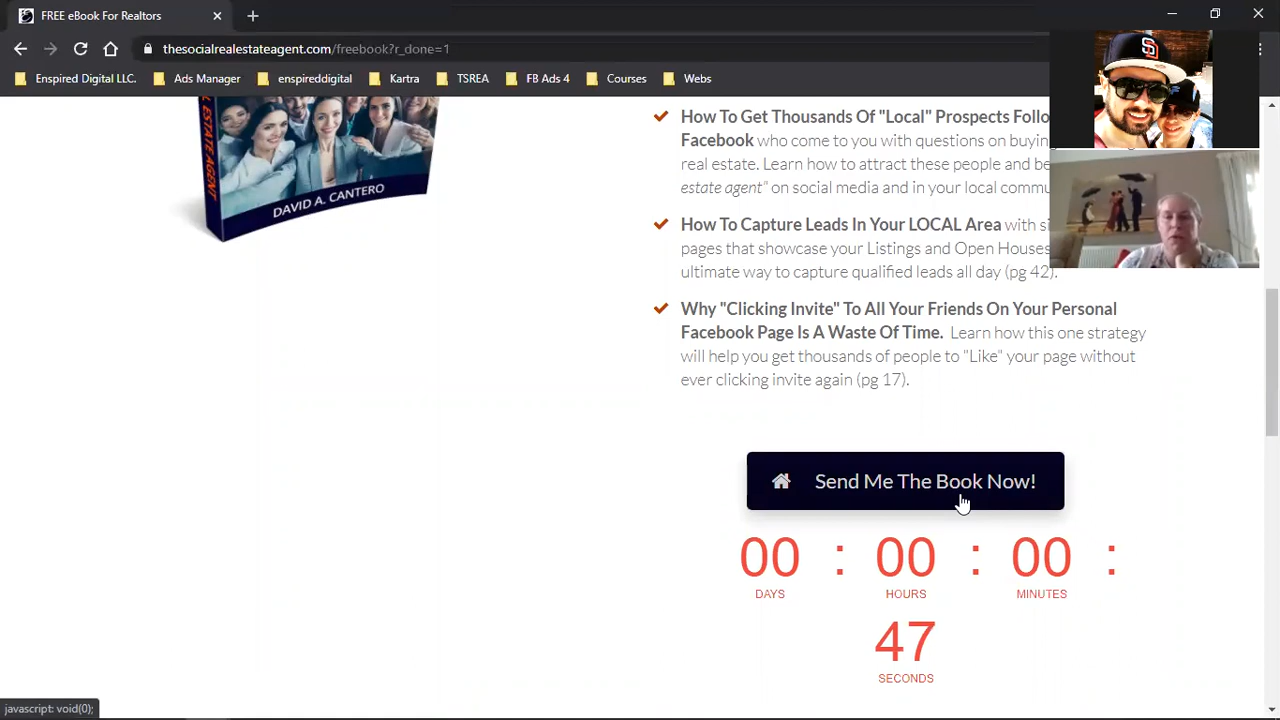 FREE eBook For Realtors
thesocialrealestateagent.com/freebook?r_done=1
Enspired Digital LLC. Ads Manager enspireddigital Kartra TSREA FB Ads 4 Courses Webs
L ESTATE AGENT
DAVID A. CANTERO
How To Get Thousands Of "Local" Prospects
Facebook who come to you with questions on
real estate. Learn how to attract these people and
estate agent" on social media and in your local
How To Capture Leads In Your LOCAL Area with
pages that showcase your Listings and Open Houses
ultimate way to capture qualified leads all day (pg 42).
Why "Clicking Invite" To All Your Friends On Your Personal
Facebook Page Is A Waste Of Time. Learn how this one strategy
will help you get thousands of people to "Like" your page without
ever clicking invite again (pg 17).
Send Me The Book Now!
00 : 00 : 00 :
DAYS HOURS MINUTES
47
SECONDS
javascript: void(0);
SD